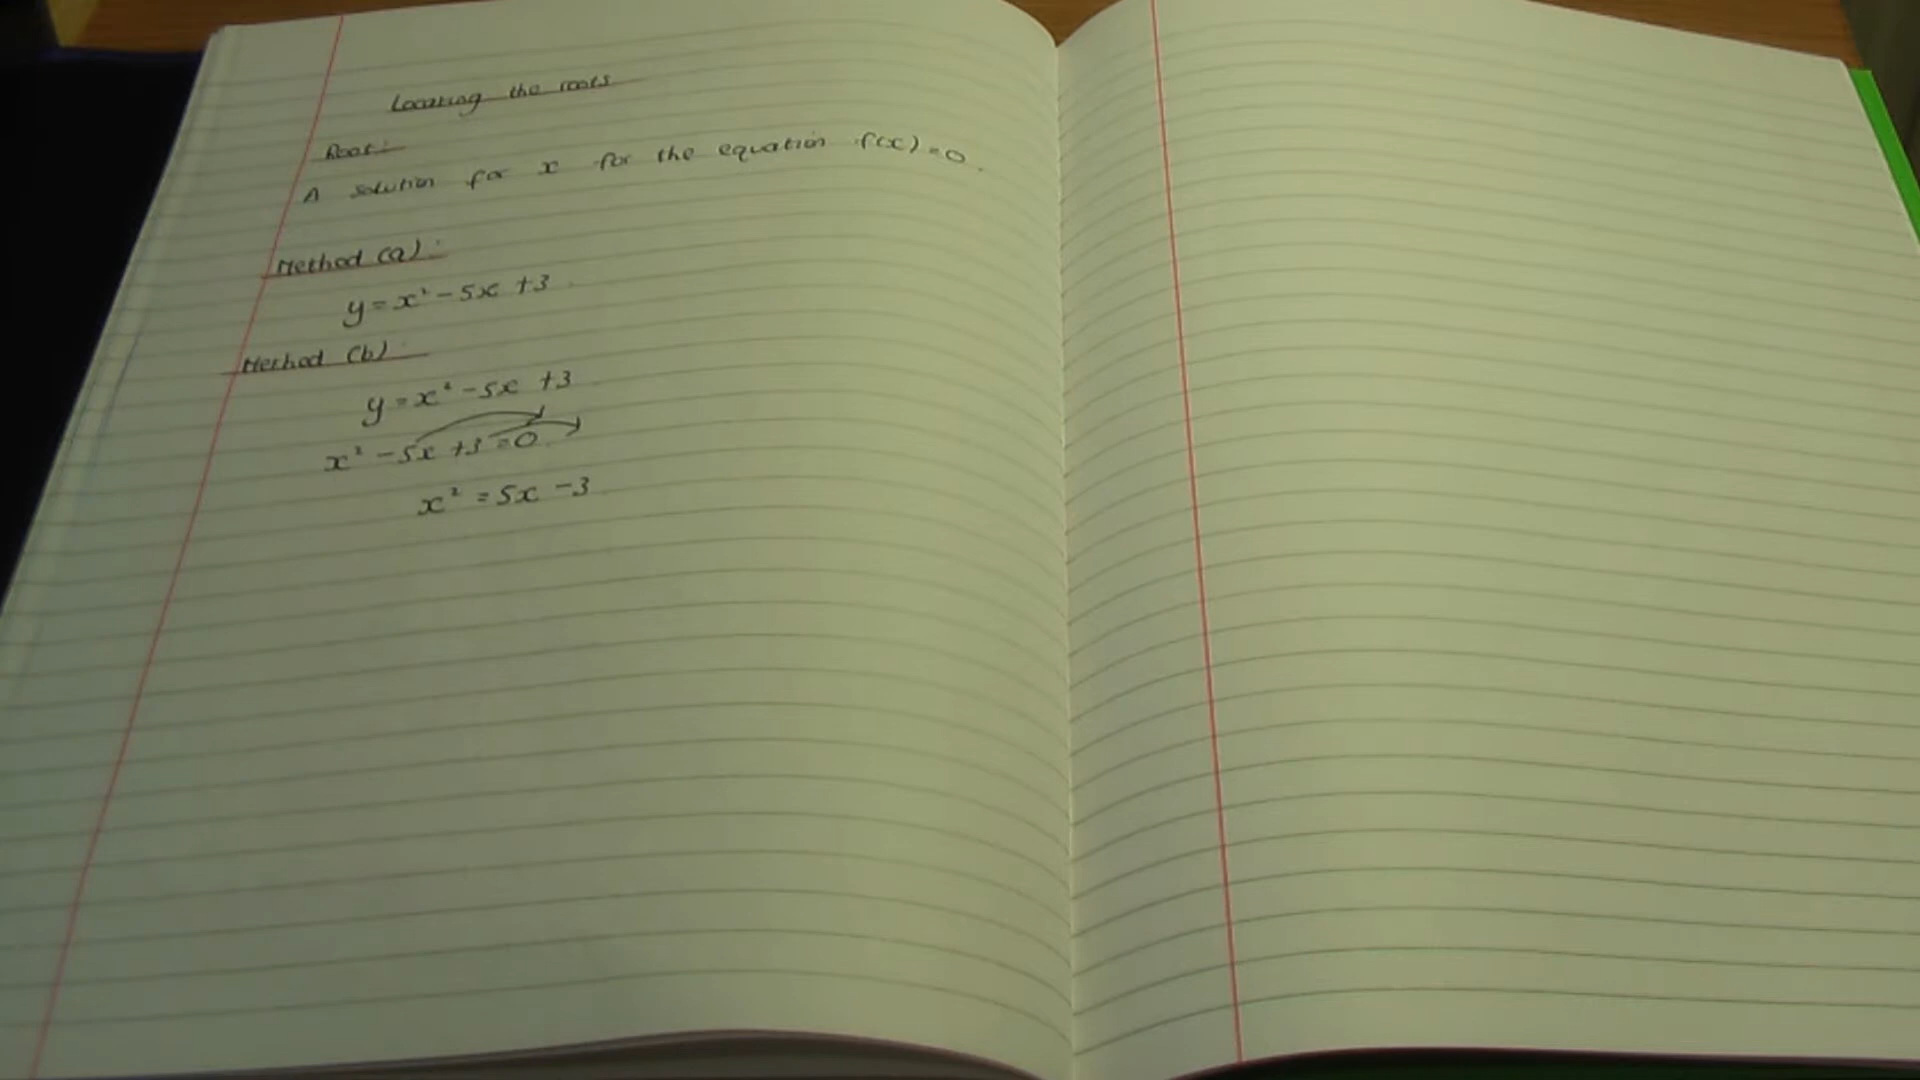 Locating the roots
Root:
A solution for x for the equation f(x)=0.
Method (a):
y = x² - 5x + 3
Method (b):
y = x² - 5x + 3
x² - 5x + 3 = 0
x² = 5x - 3